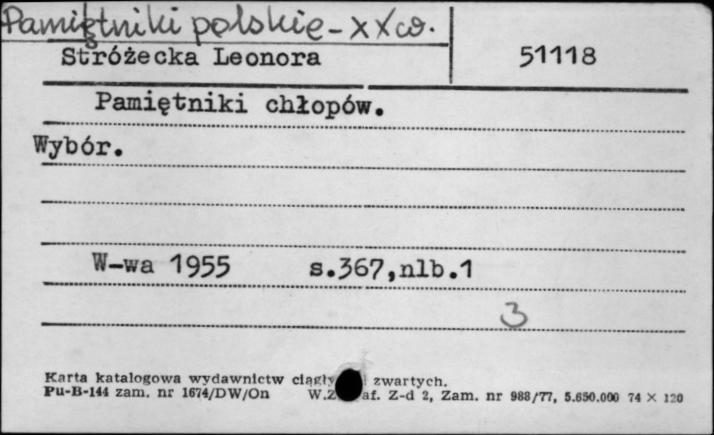 Pamiętniki polskie - XX w.
Stróżecka Leonora 51118
Pamiętniki chłopów.
Wybór.
W-wa 1955 s.367,nlb.1
3
Karta katalogowa wydawnictw zwartych.
Pu-B-144 zam. nr 1674/DW/On W.Z af. Z-d 2, Zam. nr 988/77, 5.650.000 74 × 120